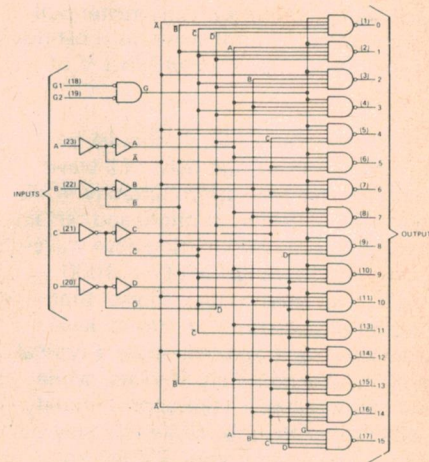 INPUTS
G1 (18)
G2 (19)
G
A (23) A
A̅
B (22) B
B̅
C (21) C
C̅
D (20) D
D̅
A̅
B̅
C̅
D̅
A
B
C
D
C̅
B̅
A̅
G
A
B
C
D
(1) 0
(2) 1
(3) 2
(4) 3
(5) 4
(6) 5
(7) 6
(8) 7
(9) 8
(10) 9
(11) 10
(13) 11
(14) 12
(15) 13
(16) 14
(17) 15
OUTPUT